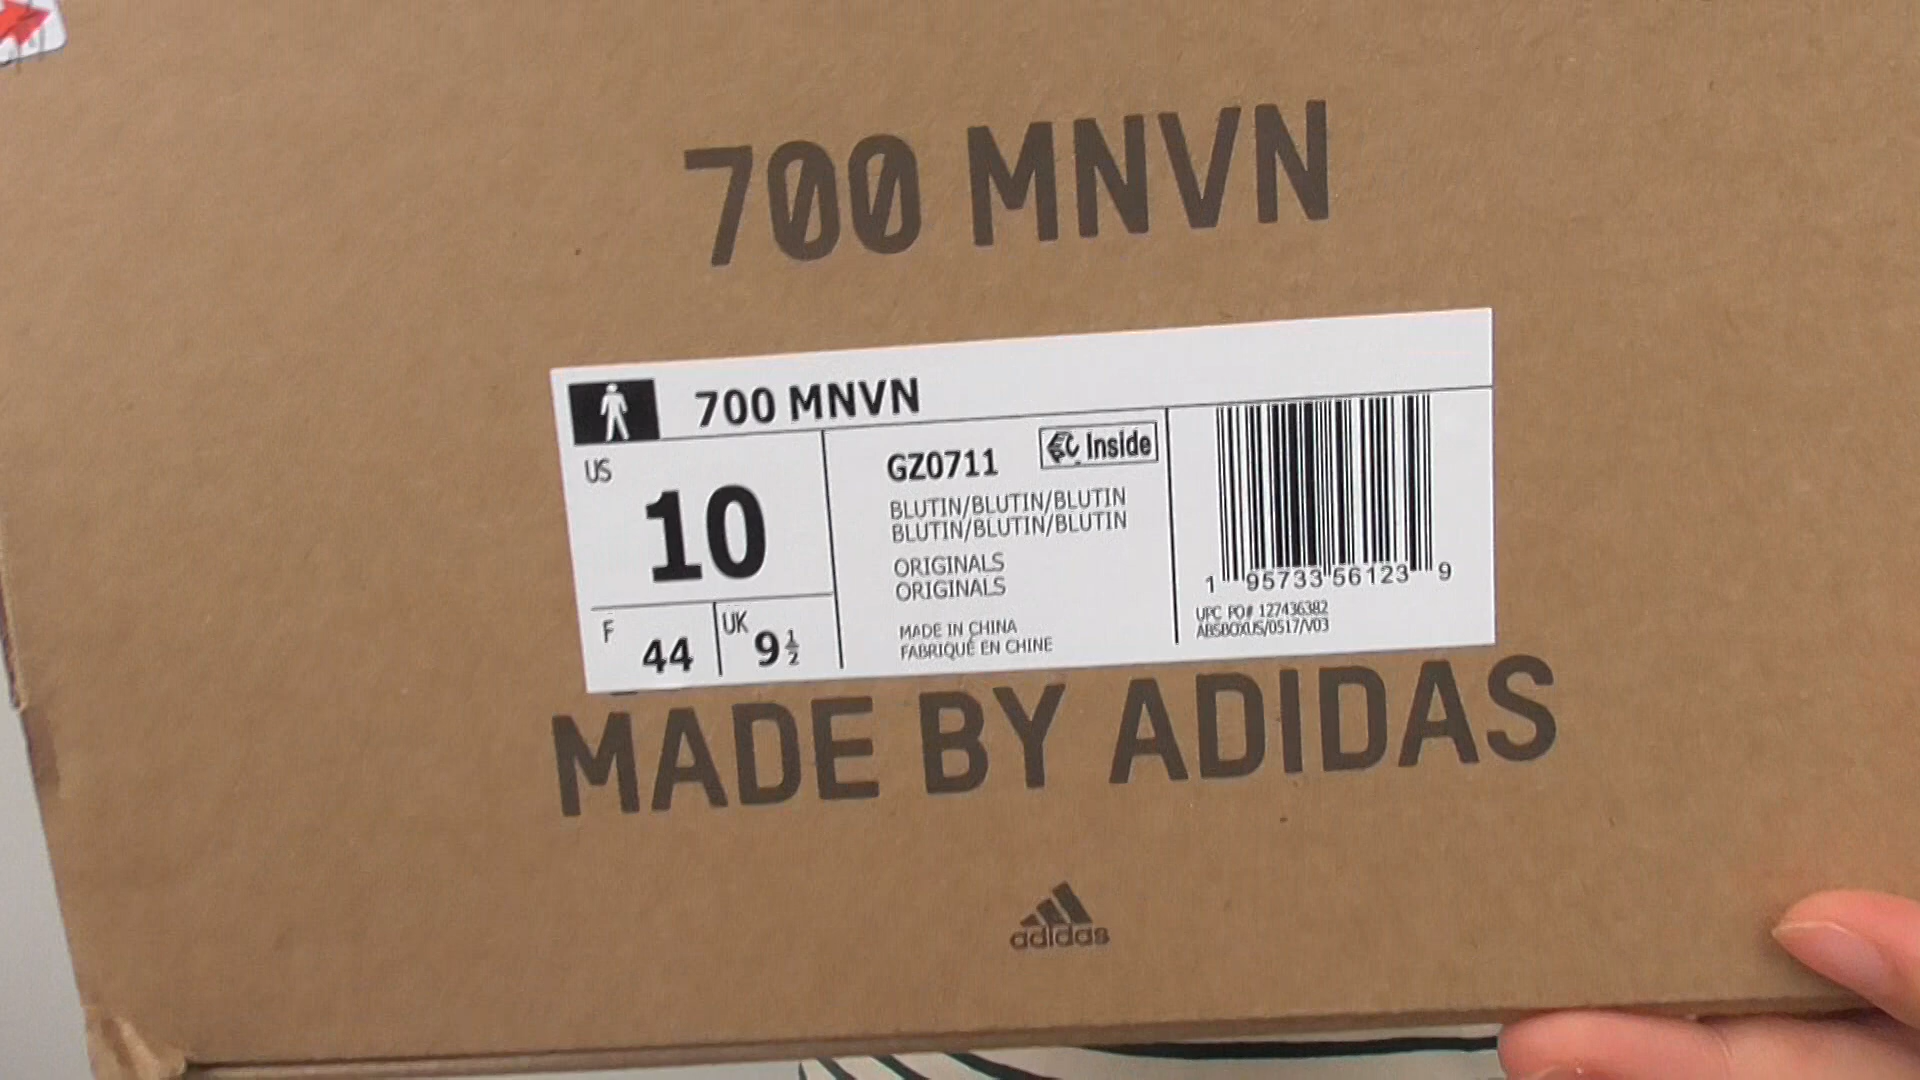 700 MNVN
700 MNVN
US
10
F
44
UK
9½
GZ0711
Inside
BLUTIN/BLUTIN/BLUTIN
BLUTIN/BLUTIN/BLUTIN
ORIGINALS
ORIGINALS
MADE IN CHINA
FABRIQUÉ EN CHINE
1 95733 56123 9
UPC PO# 127436382
ABSBOXUS/0517/V03
MADE BY ADIDAS
adidas